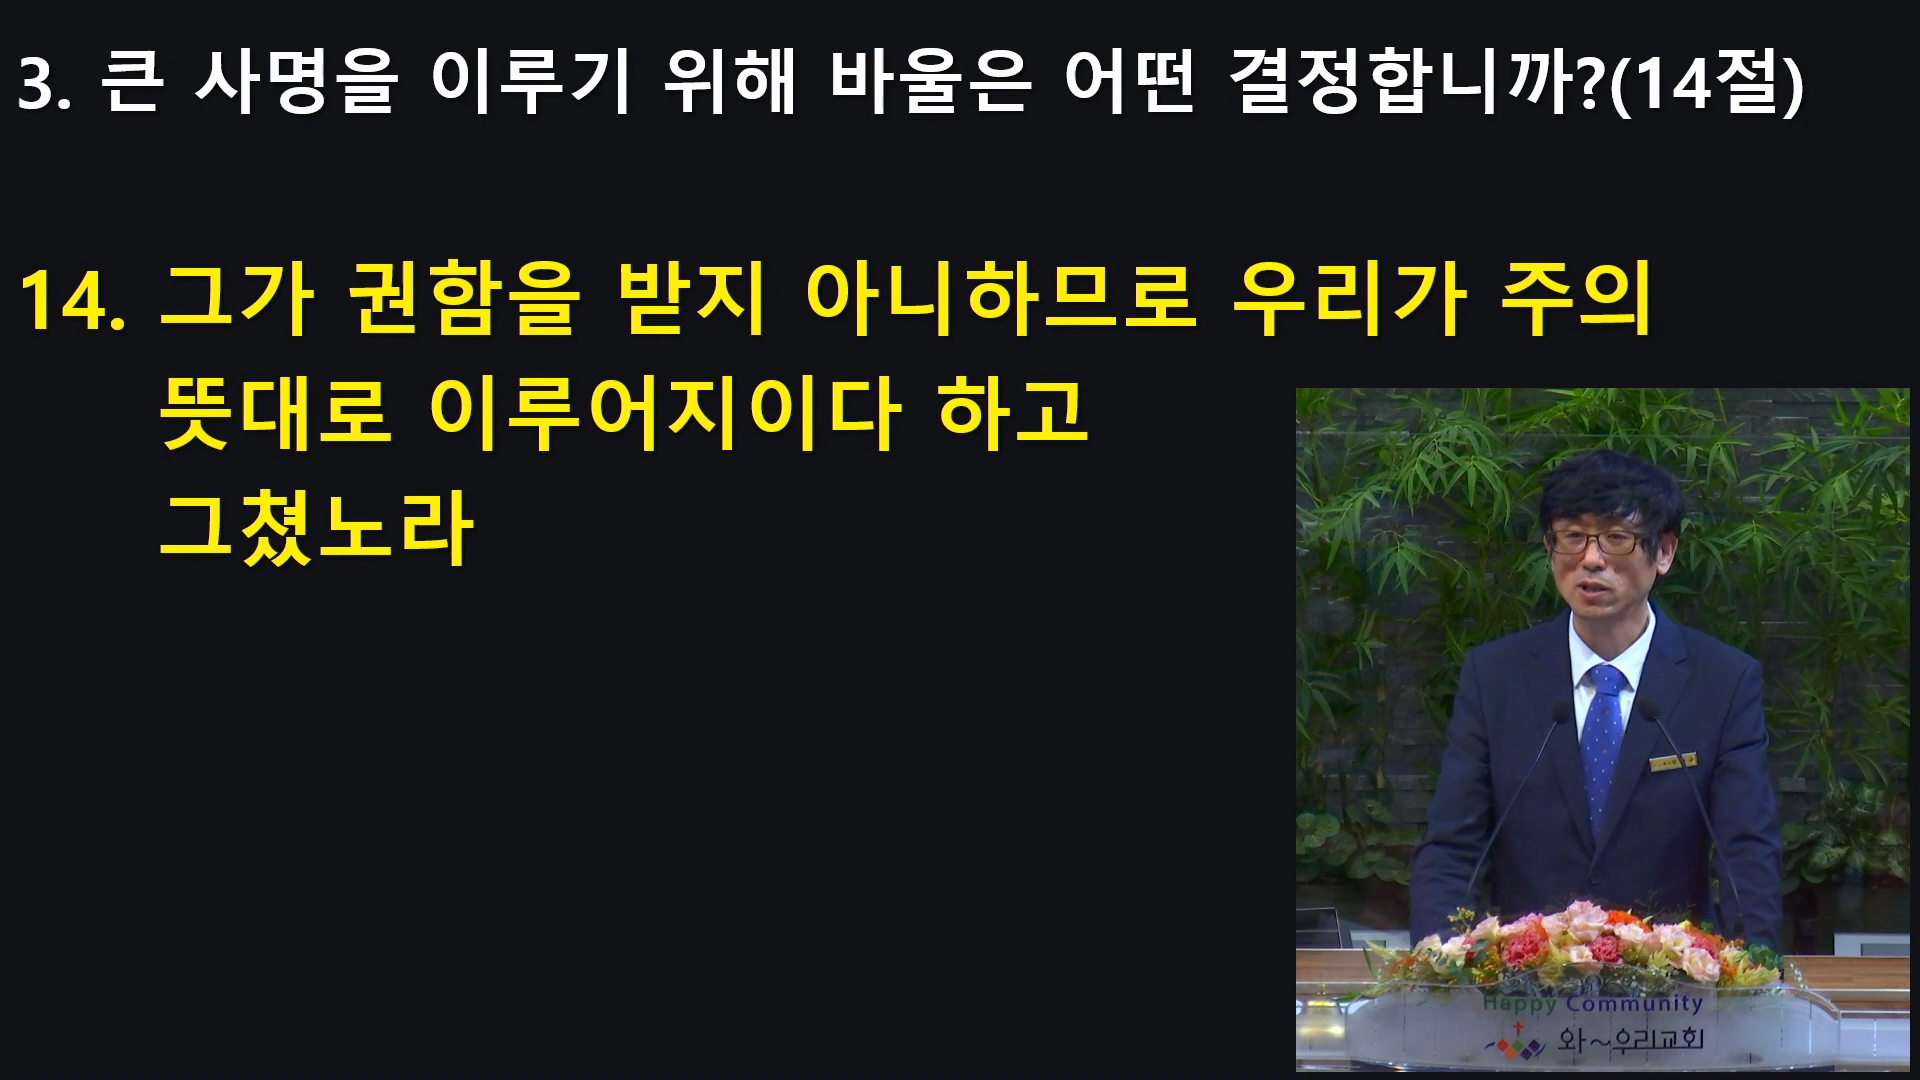 3. 큰 사명을 이루기 위해 바울은 어떤 결정합니까?(14절)
14. 그가 권함을 받지 아니하므로 우리가 주의
뜻대로 이루어지이다 하고
그쳤노라
Happy Community
와~우리교회